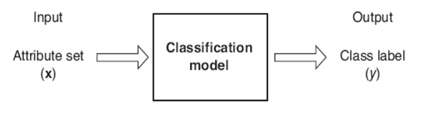 Input
Attribute set
(x)
Classification
model
Output
Class label
(y)